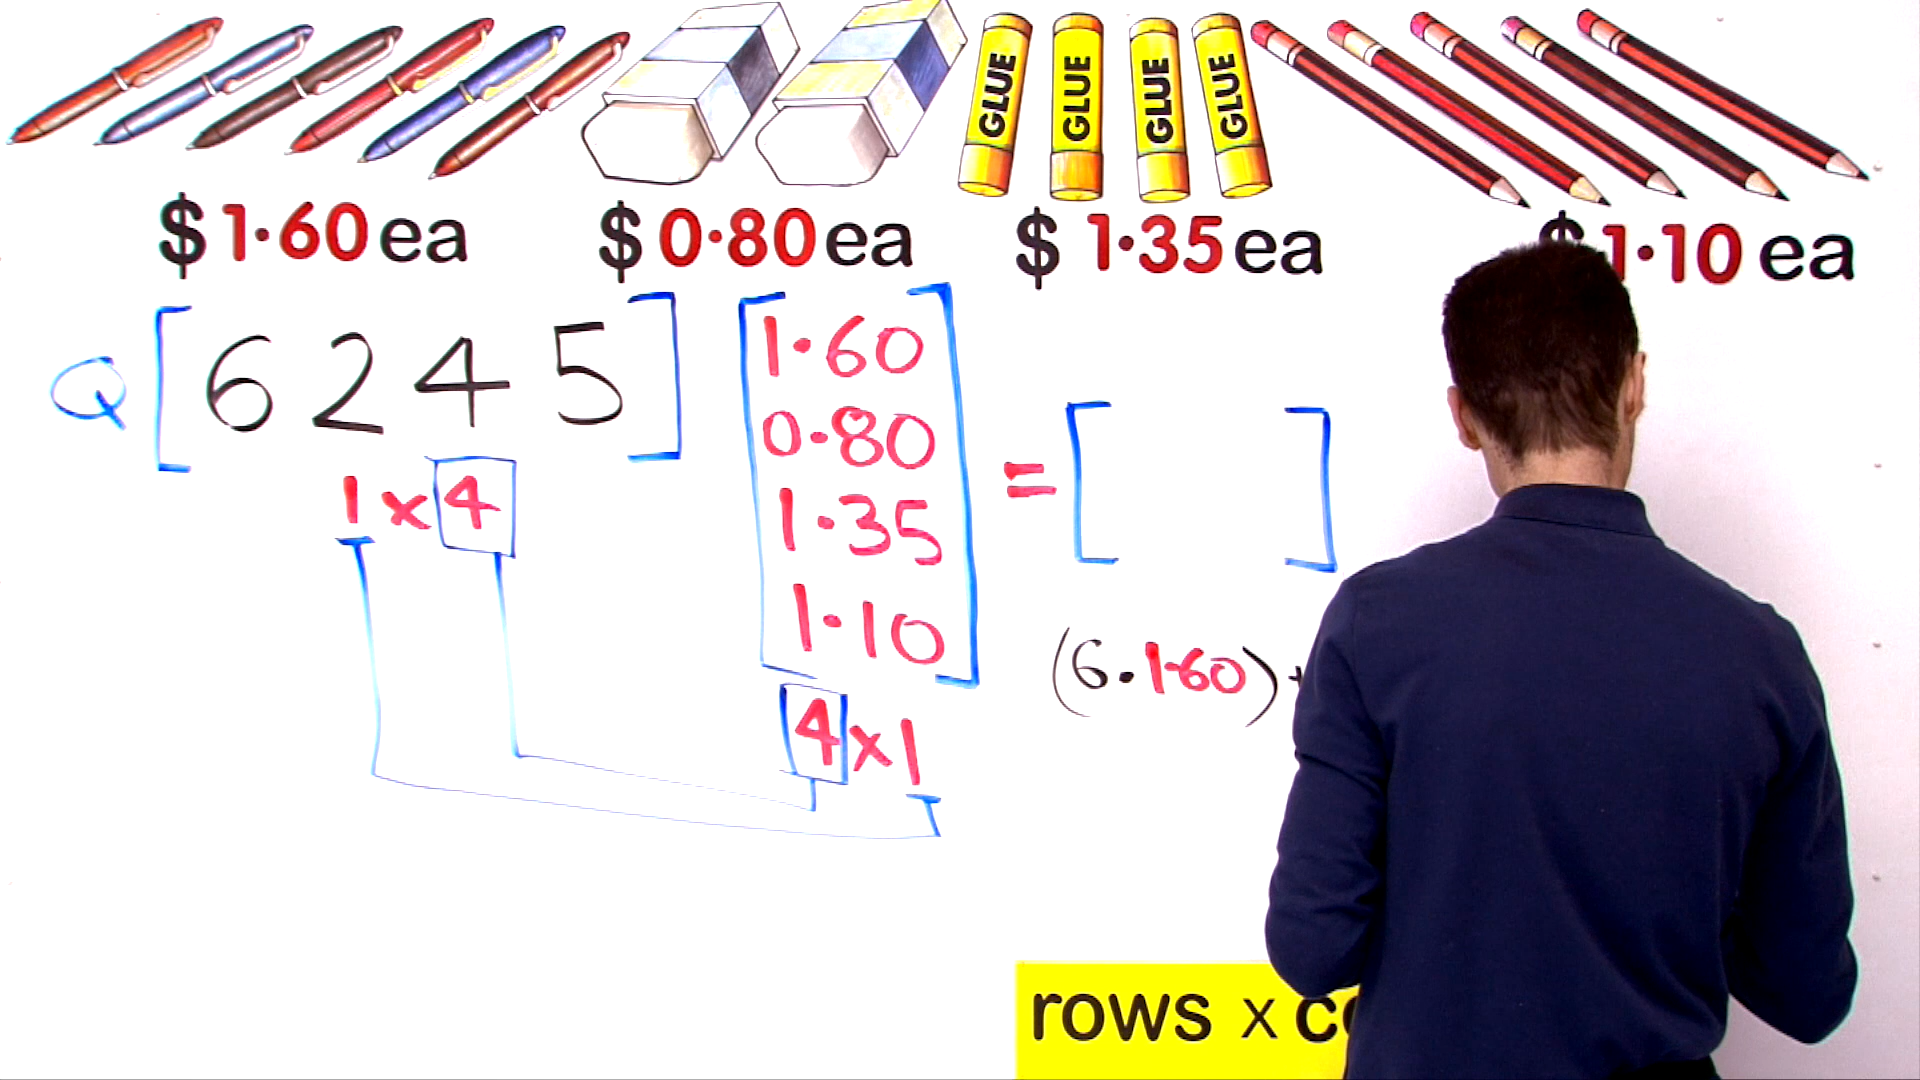 GLUE GLUE GLUE GLUE
$1·60 ea $0·80 ea $1·35 ea $1·10 ea
Q [6 2 4 5] [1·60
0·80
1·35
1·10] = [ ]
1 x 4
4 x 1
(6·1·60) +
rows x